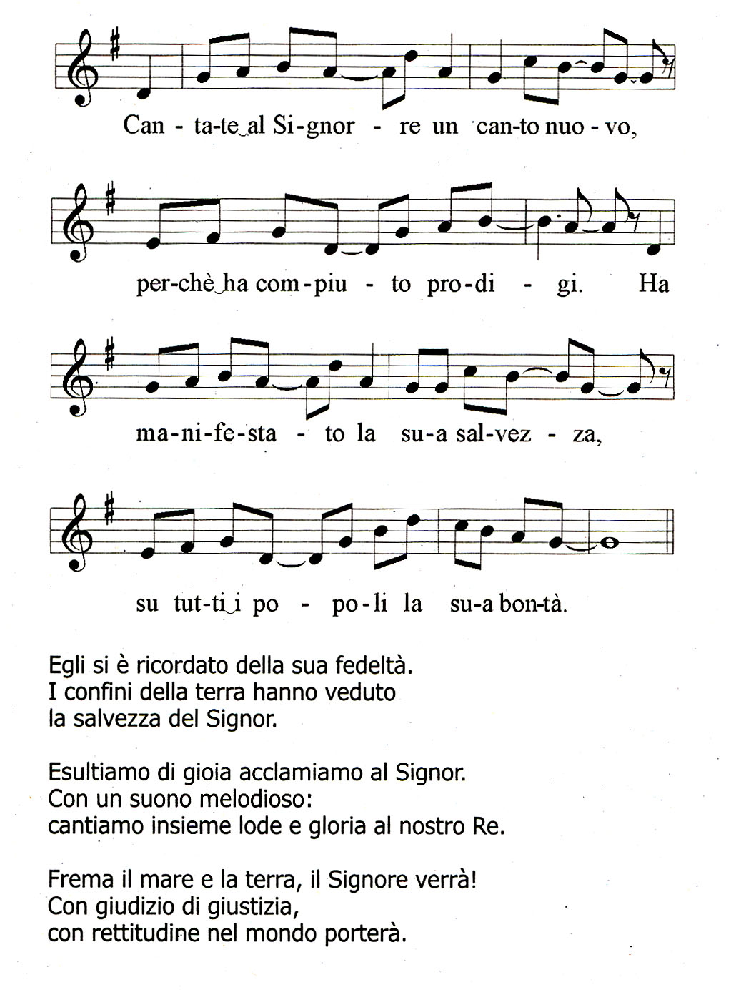 Can - ta-te al Si-gnor - re un can-to nuo - vo,
per-chè ha com-piu - to pro-di - gi. Ha
ma-ni-fe-sta - to la su-a sal-vez - za,
su tut-ti i po - po-li la su-a bon-tà.
Egli si è ricordato della sua fedeltà.
I confini della terra hanno veduto
la salvezza del Signor.
Esultiamo di gioia acclamiamo al Signor.
Con un suono melodioso:
cantiamo insieme lode e gloria al nostro Re.
Frema il mare e la terra, il Signore verrà!
Con giudizio di giustizia,
con rettitudine nel mondo porterà.